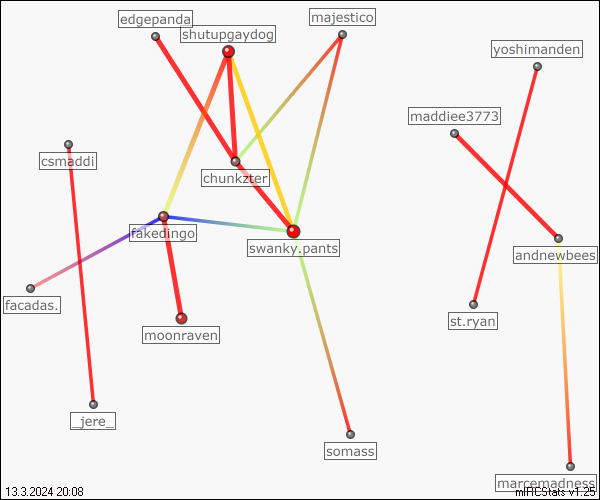 edgepanda
majestico
shutupgaydog
yoshimanden
maddiee3773
csmaddi
chunkzter
fakedingo
swanky.pants
andnewbees
facadas.
st.ryan
moonraven
_jere_
somass
marcemadness
13.3.2024 20:08
mIRCStats v1.25